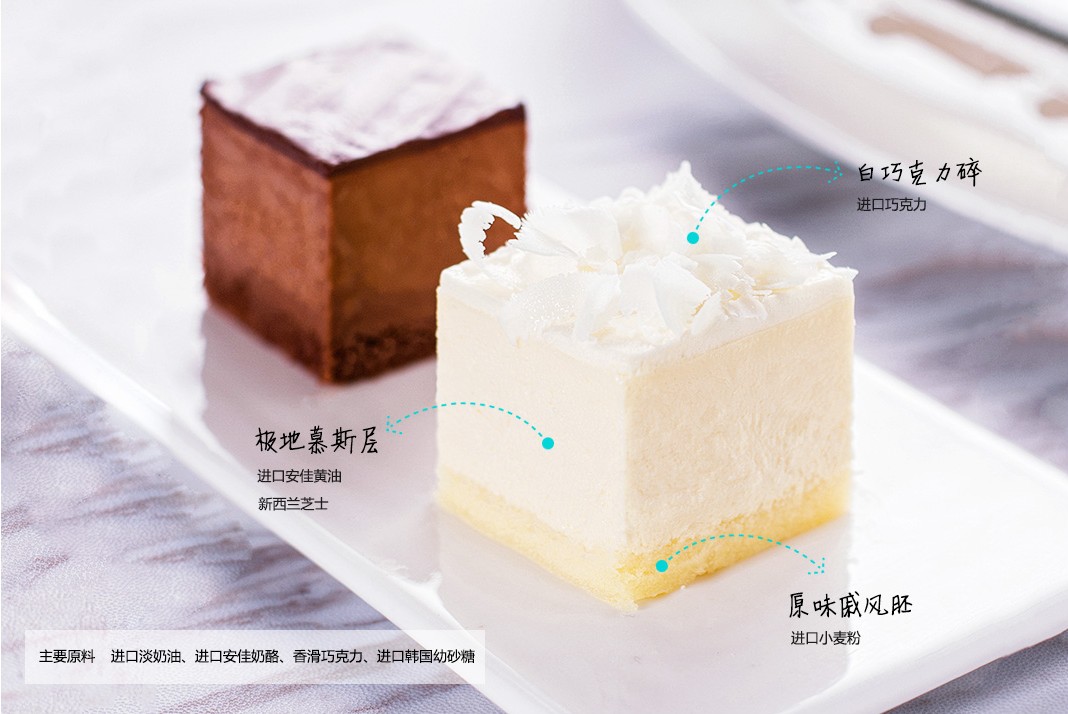 白巧克力碎
进口巧克力
极地慕斯层
进口安佳黄油
新西兰芝士
原味戚风胚
进口小麦粉
主要原料 进口淡奶油、进口安佳奶酪、香滑巧克力、进口韩国幼砂糖